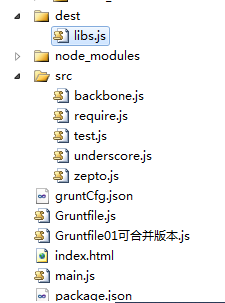 dest
libs.js
node_modules
src
backbone.js
require.js
test.js
underscore.js
zepto.js
gruntCfg.json
Gruntfile.js
Gruntfile01可合并版本.js
index.html
main.js
package.json